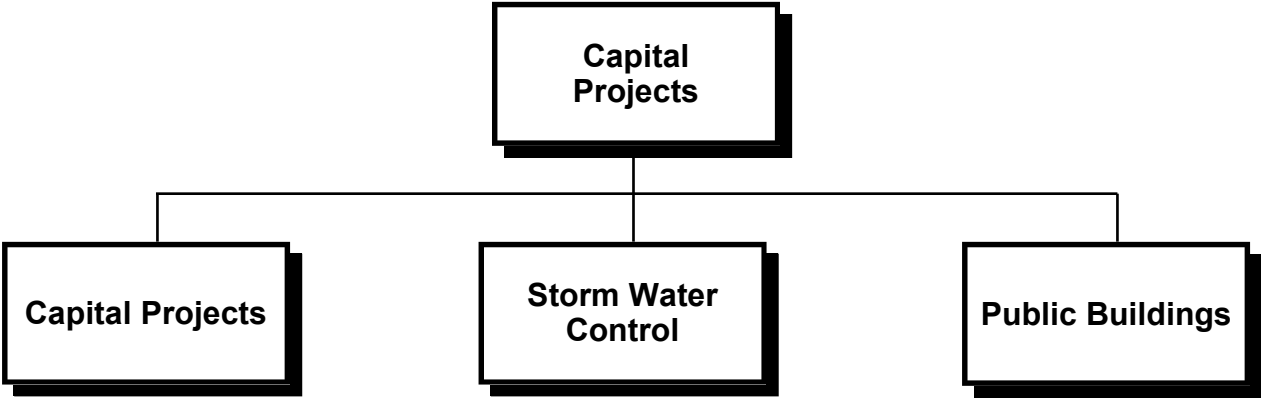 Capital
Projects
Capital Projects
Storm Water
Control
Public Buildings